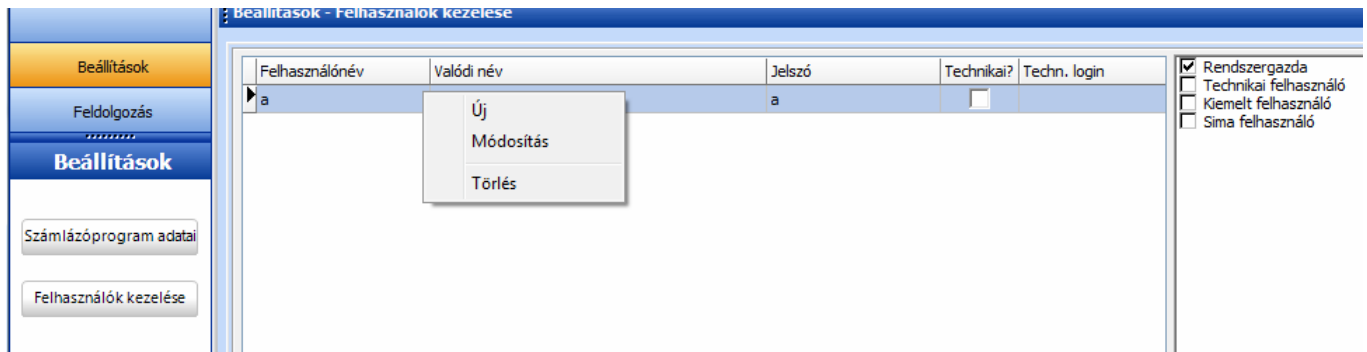 Beállítások - Felhasználók kezelése
Beállítások
Feldolgozás
Beállítások
Számlázóprogram adatai
Felhasználók kezelése
Felhasználónév Valódi név Jelszó Technikai? Techn. login
a a
Új
Módosítás
Törlés
Rendszergazda
Technikai felhasználó
Kiemelt felhasználó
Sima felhasználó